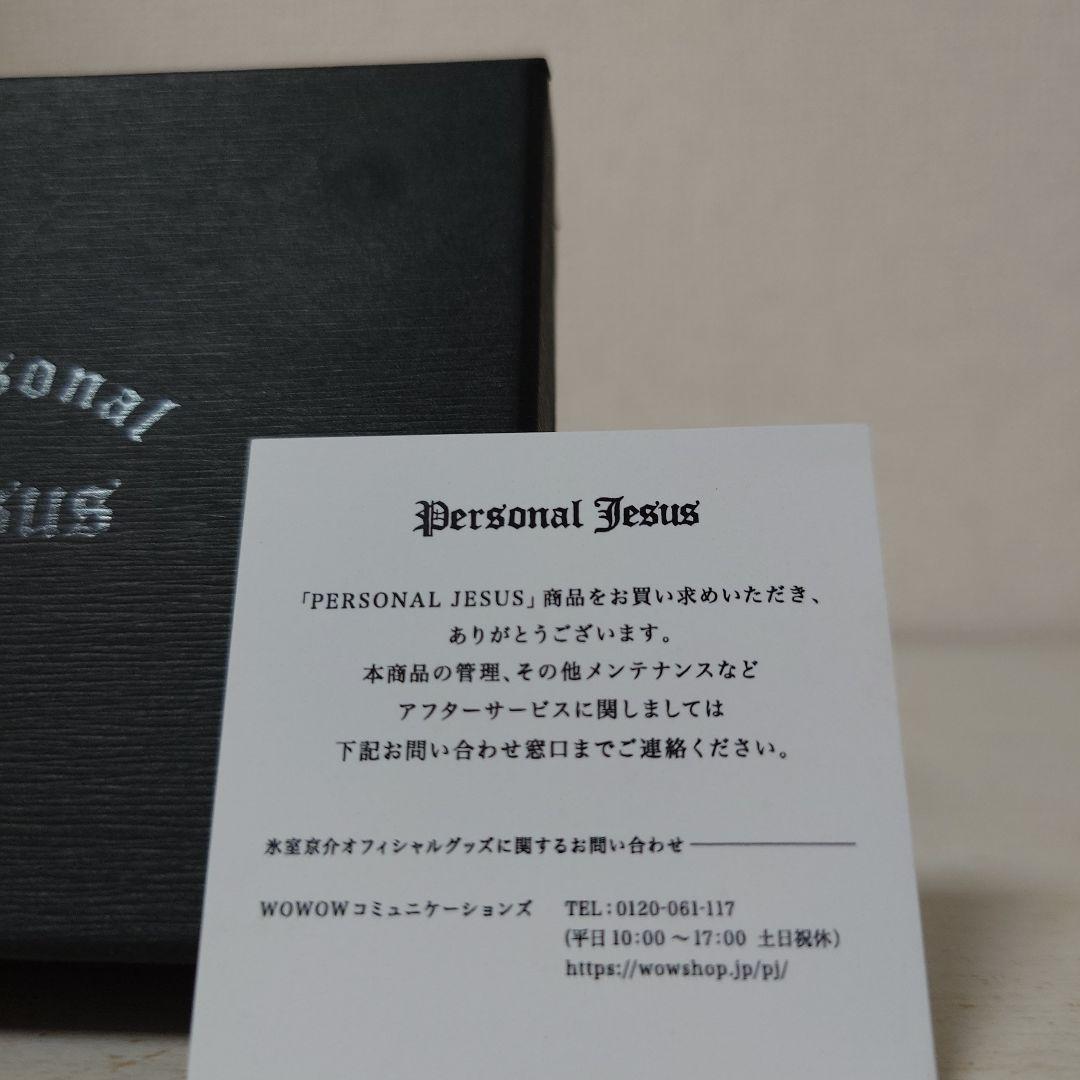 sonal
sus
Personal Jesus
「PERSONAL JESUS」商品をお買い求めいただき、
ありがとうございます。
本商品の管理、その他メンテナンスなど
アフターサービスに関しましては
下記お問い合わせ窓口までご連絡ください。
氷室京介オフィシャルグッズに関するお問い合わせ
WOWOWコミュニケーションズ TEL:0120-061-117
(平日10:00~17:00 土日祝休)
https://wowshop.jp/pj/